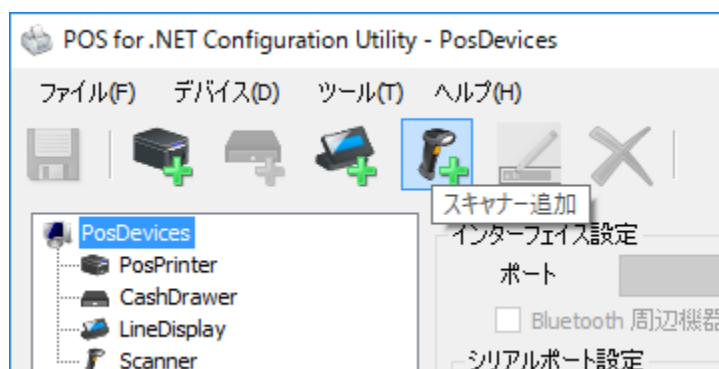 POS for .NET Configuration Utility - PosDevices
ファイル(F) デバイス(D) ツール(T) ヘルプ(H)
スキャナー追加
PosDevices
PosPrinter
CashDrawer
LineDisplay
Scanner
インターフェイス設定
ポート
Bluetooth 周辺機器
シリアルポート設定